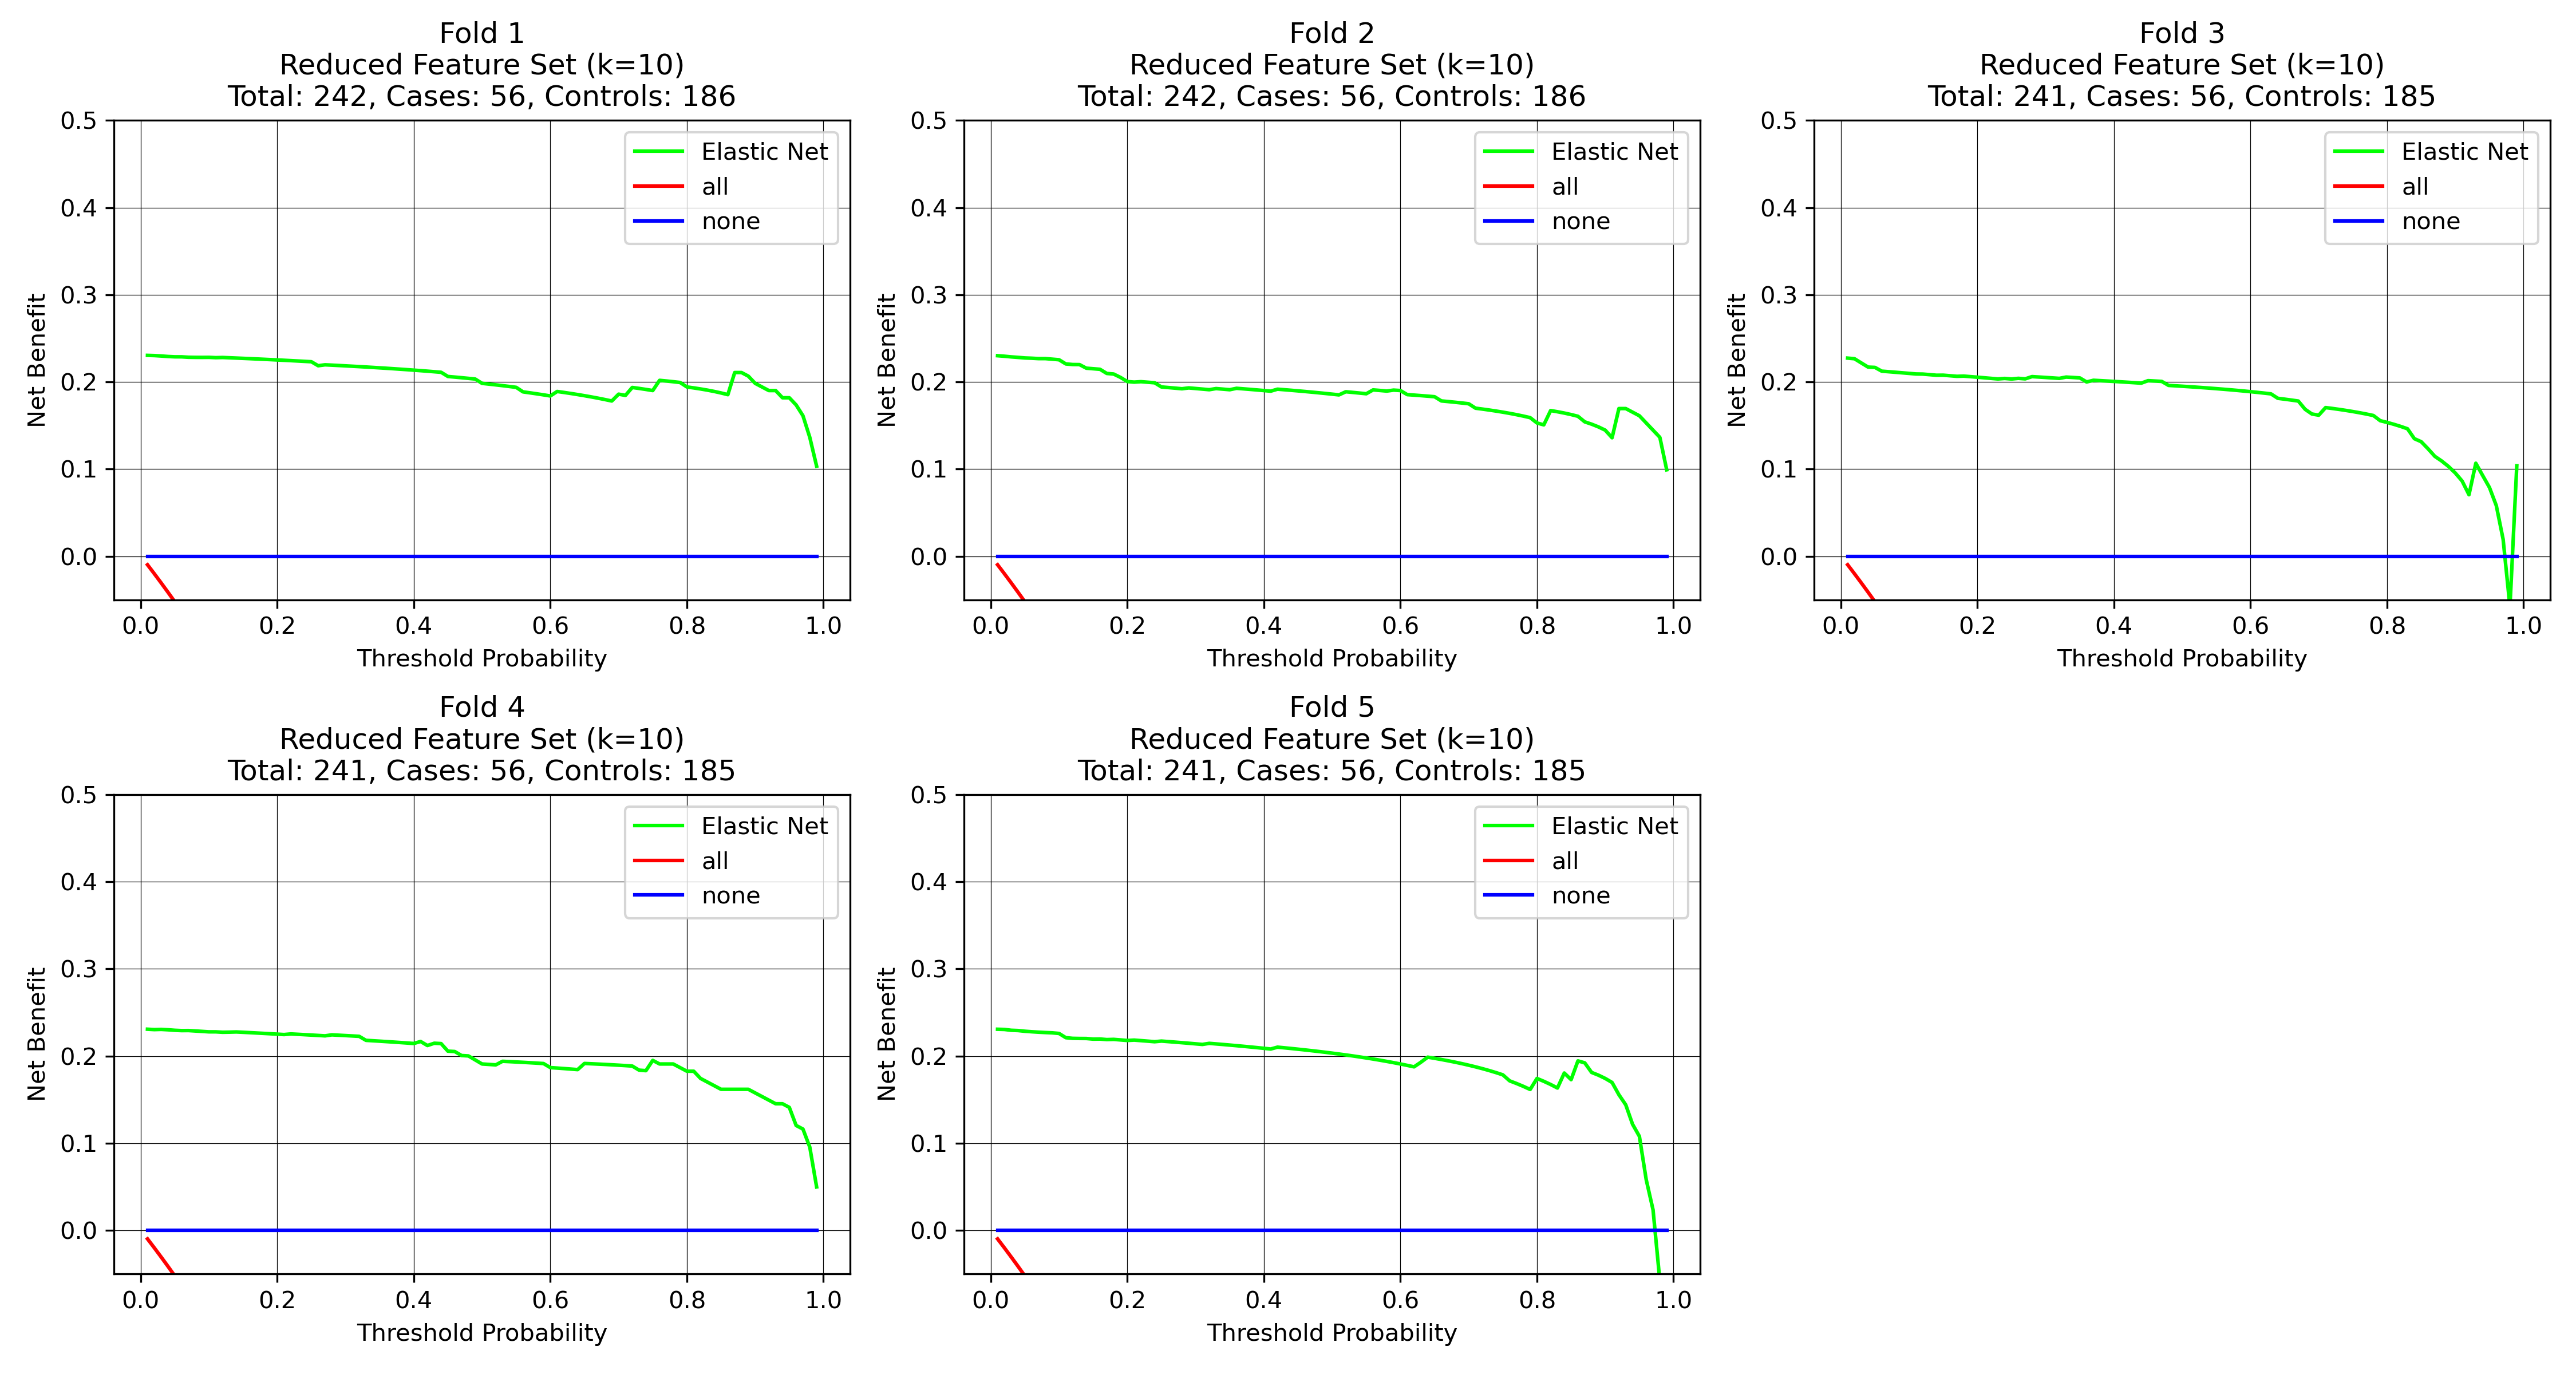 Fold 1
Reduced Feature Set (k=10)
Total: 242, Cases: 56, Controls: 186
0.5
0.4
0.3
0.2
0.1
0.0
Net Benefit
Elastic Net
all
none
0.0 0.2 0.4 0.6 0.8 1.0
Threshold Probability
Fold 2
Reduced Feature Set (k=10)
Total: 242, Cases: 56, Controls: 186
0.5
0.4
0.3
0.2
0.1
0.0
Net Benefit
Elastic Net
all
none
0.0 0.2 0.4 0.6 0.8 1.0
Threshold Probability
Fold 3
Reduced Feature Set (k=10)
Total: 241, Cases: 56, Controls: 185
0.5
0.4
0.3
0.2
0.1
0.0
Net Benefit
Elastic Net
all
none
0.0 0.2 0.4 0.6 0.8 1.0
Threshold Probability
Fold 4
Reduced Feature Set (k=10)
Total: 241, Cases: 56, Controls: 185
0.5
0.4
0.3
0.2
0.1
0.0
Net Benefit
Elastic Net
all
none
0.0 0.2 0.4 0.6 0.8 1.0
Threshold Probability
Fold 5
Reduced Feature Set (k=10)
Total: 241, Cases: 56, Controls: 185
0.5
0.4
0.3
0.2
0.1
0.0
Net Benefit
Elastic Net
all
none
0.0 0.2 0.4 0.6 0.8 1.0
Threshold Probability